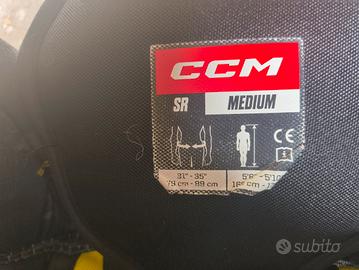 CCM
SR MEDIUM
CE
31" - 35" 5'6" - 5'10"
79 cm - 89 cm
subito